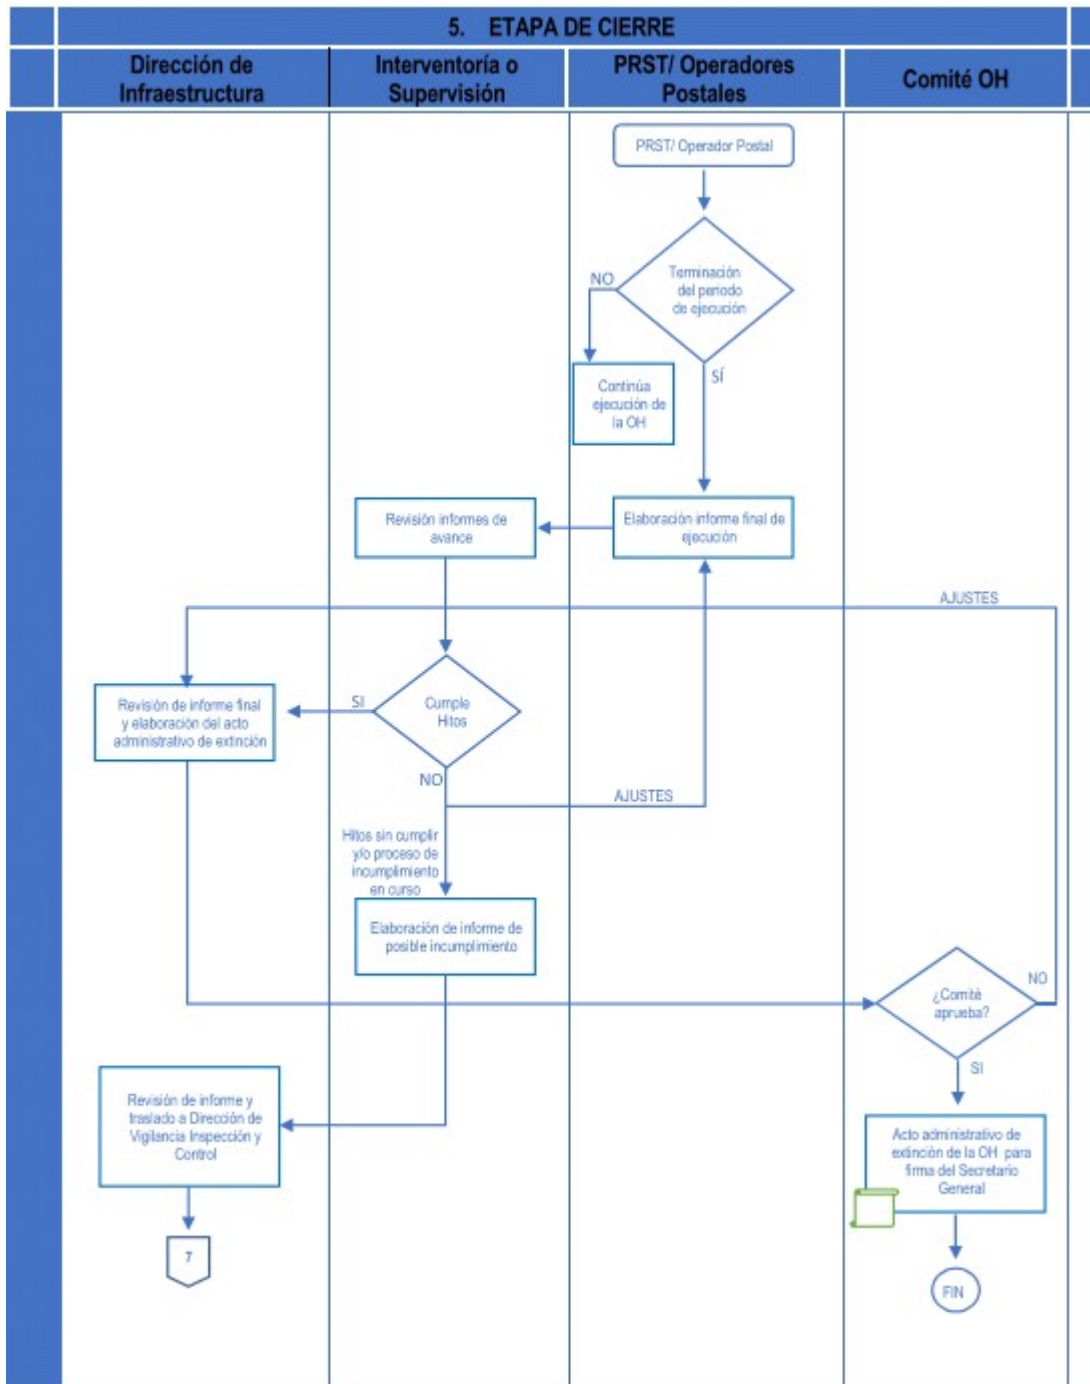 5. ETAPA DE CIERRE
Dirección de
Infraestructura
Interventoría o
Supervisión
PRST/ Operadores
Postales
Comité OH
PRST/ Operador Postal
Terminación
del periodo
de ejecución
NO
SÍ
Continúa
ejecución de
la OH
Revisión informes de
avance
Elaboración informe final de
ejecución
AJUSTES
Revisión de informe final
y elaboración del acto
administrativo de extinción
SI
Cumple
Hitos
NO
AJUSTES
Hitos sin cumplir
y/o proceso de
incumplimiento
en curso
Elaboración de informe de
posible incumplimiento
¿Comité
aprueba?
NO
SI
Revisión de informe y
traslado a Dirección de
Vigilancia Inspección y
Control
Acto administrativo de
extinción de la OH para
firma del Secretario
General
7
FIN